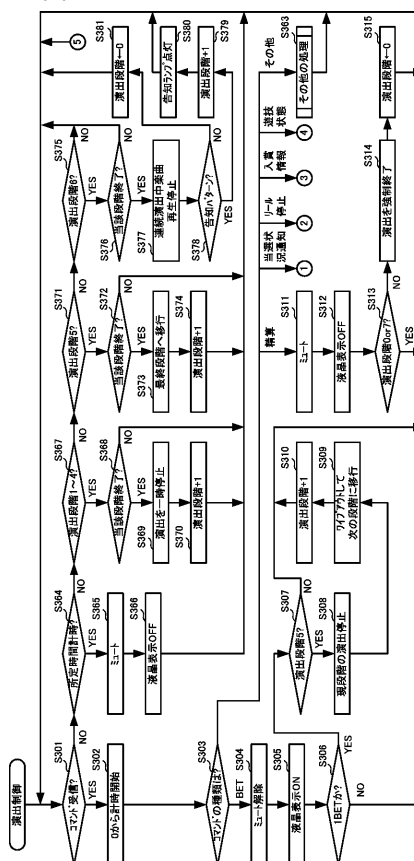 演出制御
S301
コマンド受信?
YES
NO
S302
0から計時開始
S303
コマンドの種類は?
BET
S304
ミュート解除
S305
液晶表示ON
S306
1BETか?
YES
NO
S364
所定時間計時?
YES
NO
S365
ミュート
S366
液晶表示OFF
S367
演出段階1~4?
YES
NO
S368
当該段階終了?
YES
NO
S369
演出を一時停止
S370
演出段階+1
S371
演出段階5?
YES
NO
S372
当該段階終了?
YES
NO
S373
最終段階へ移行
S374
演出段階+1
S375
演出段階6?
YES
NO
S376
当該段階終了?
YES
NO
S377
連続演出中楽曲
再生停止
S378
告知パターン?
YES
NO
S379
演出段階+1
S380
告知ランプ点灯
S381
演出段階←0
5
S307
演出段階5?
YES
NO
S308
現段階の演出停止
S309
ワイプアウトして
次の段階に移行
S310
演出段階+1
精算
S311
ミュート
S312
液晶表示OFF
S313
演出段階0or7?
YES
NO
S314
演出を強制終了
S315
演出段階←0
当選状
況通知
1
リール
停止
2
入賞
情報
3
遊技
状態
4
その他
S363
その他の処理